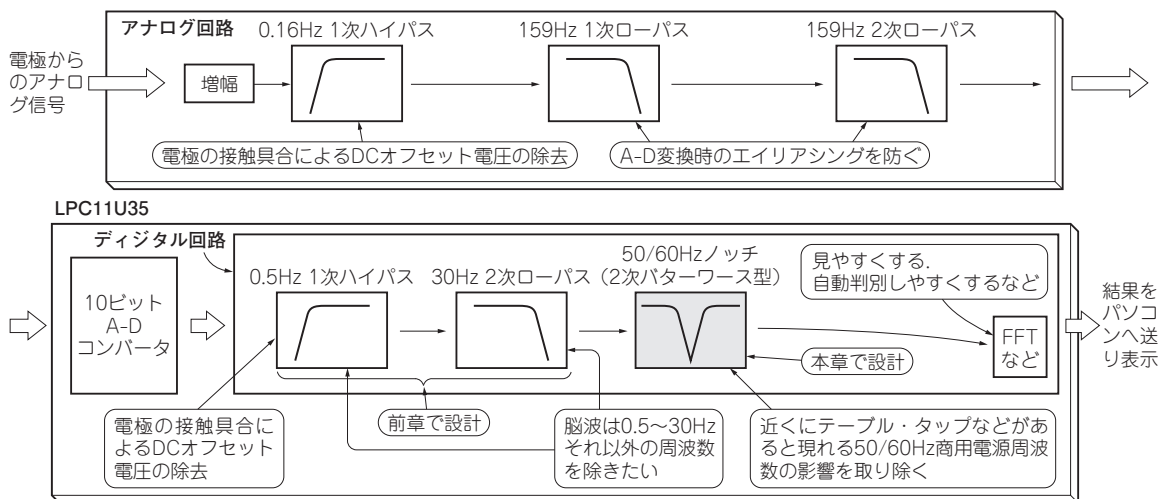 アナログ回路
0.16Hz 1次ハイパス
159Hz 1次ローパス
159Hz 2次ローパス
電極から
のアナロ
グ信号
増幅
電極の接触具合によるDCオフセット電圧の除去
A-D変換時のエイリアシングを防ぐ
LPC11U35
ディジタル回路
10ビット
A-D
コンバータ
0.5Hz 1次ハイパス
30Hz 2次ローパス
50/60Hzノッチ
(2次バターワース型)
見やすくする.
自動判別しやすくするなど
FFT
など
結果を
パソコ
ンへ送
り表示
本章で設計
前章で設計
電極の接触具合に
よるDCオフセット
電圧の除去
脳波は0.5～30Hz
それ以外の周波数
を除きたい
近くにテーブル・タップなどがあ
ると現れる50/60Hz商用電源周波
数の影響を取り除く